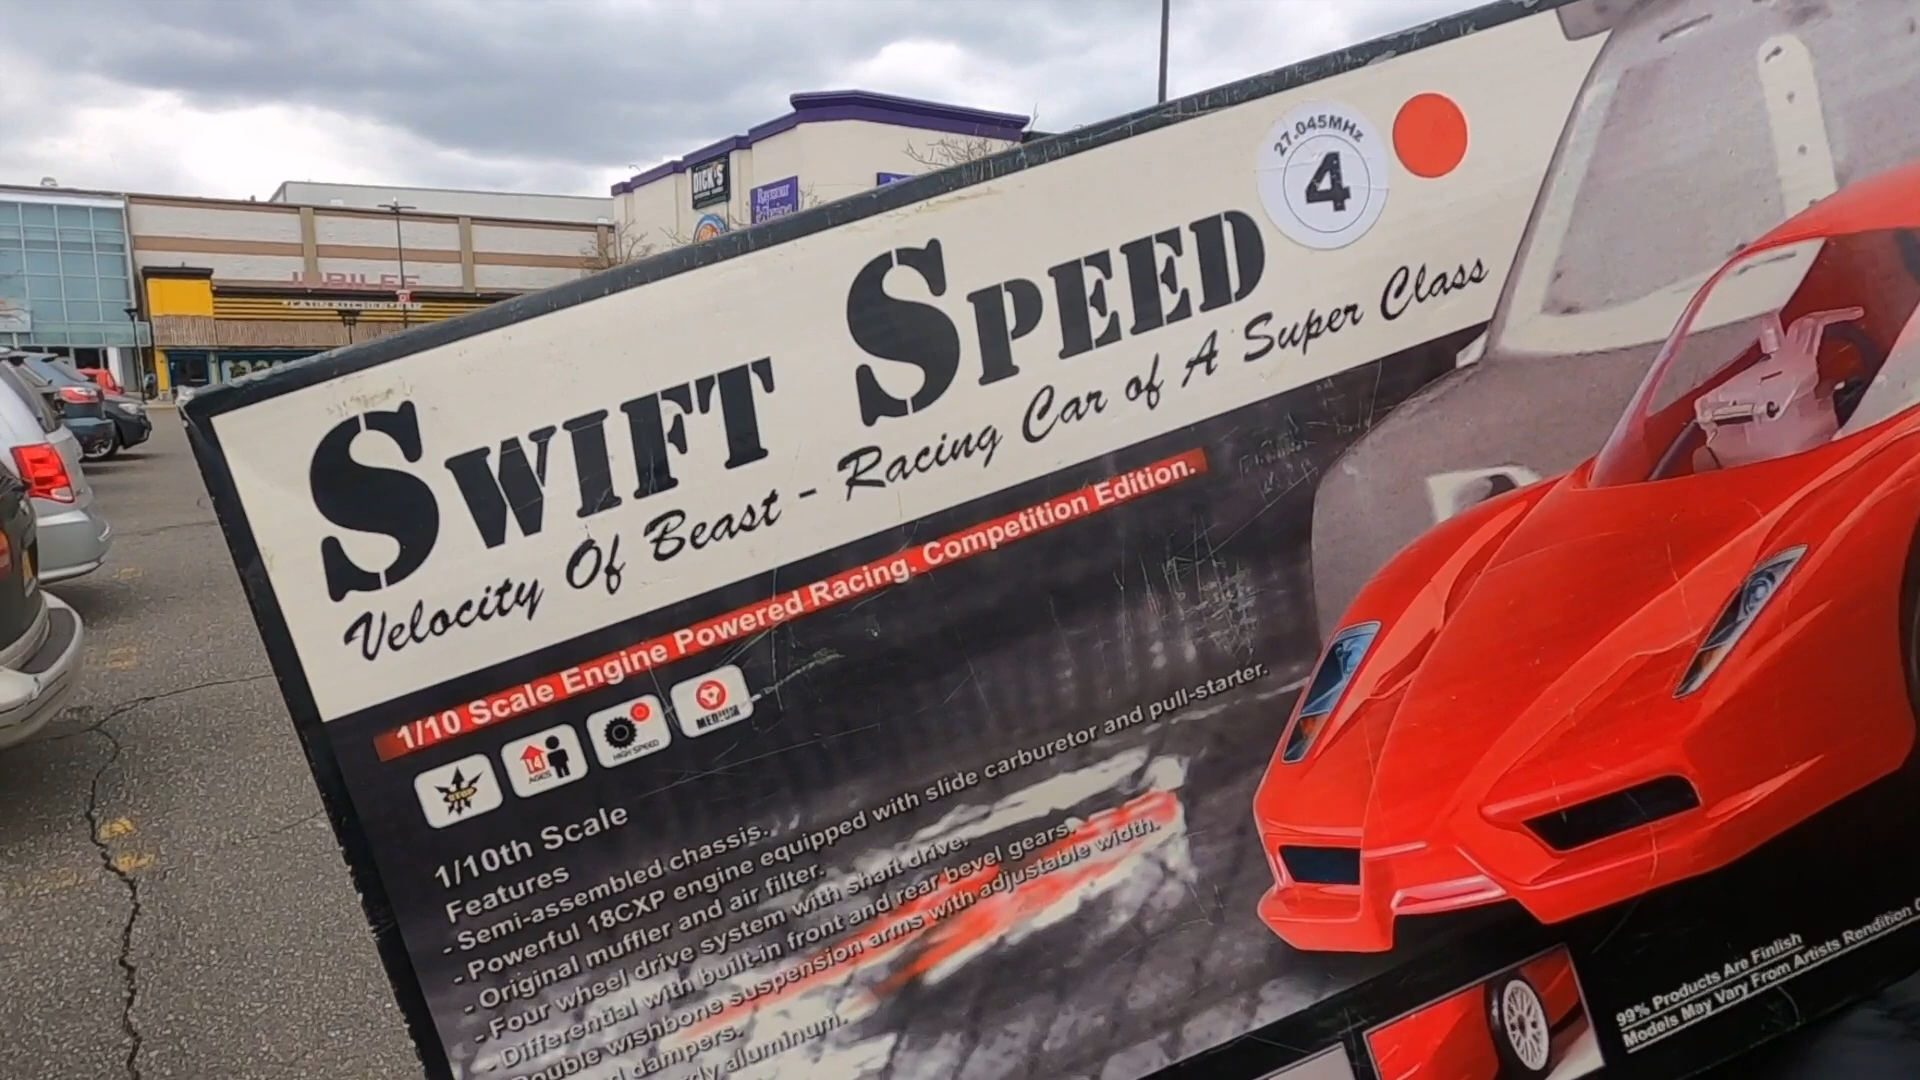 DICK'S
JUBILEE
27.045MHz
4
SWIFT SPEED
Velocity Of Beast - Racing Car of A Super Class
1/10 Scale Engine Powered Racing. Competition Edition.
STOP
14
AGES
HIGH SPEED
MEDIUM
1/10th Scale
Features
- Semi-assembled chassis.
- Powerful 18CXP engine equipped with slide carburetor and pull-starter.
- Original muffler and air filter.
- Four wheel drive system with shaft drive.
- Differential with built-in front and rear bevel gears.
Double wishbone suspension arms with adjustable width.
dampers.
aluminum.
99% Products Are Finlish
Models May Vary From Artists Rendition